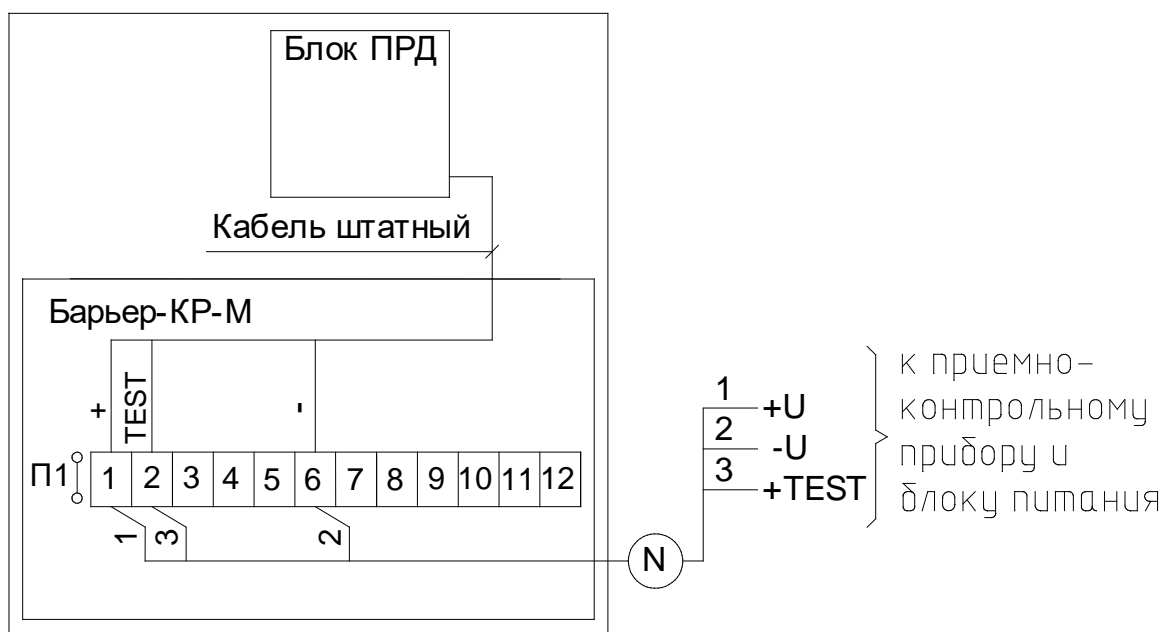 Блок ПРД
Кабель штатный
Барьер-КР-М
+
TEST
-
П1
1 2 3 4 5 6 7 8 9 10 11 12
1
3
2
N
1
+U
2
-U
3
+TEST
к приемно-
контрольному
прибору и
блоку питания